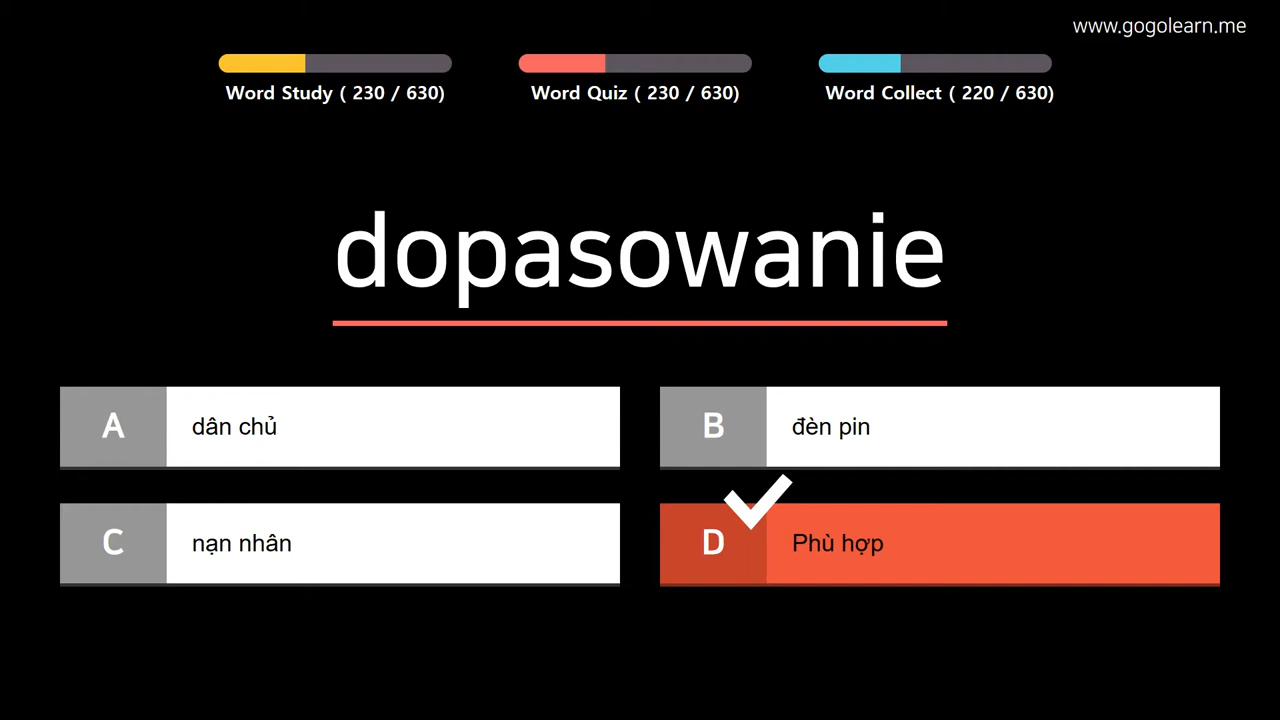 www.gogolearn.me
Word Study ( 230 / 630)
Word Quiz ( 230 / 630)
Word Collect ( 220 / 630)
dopasowanie
A dân chủ
B đèn pin
C nạn nhân
D Phù hợp